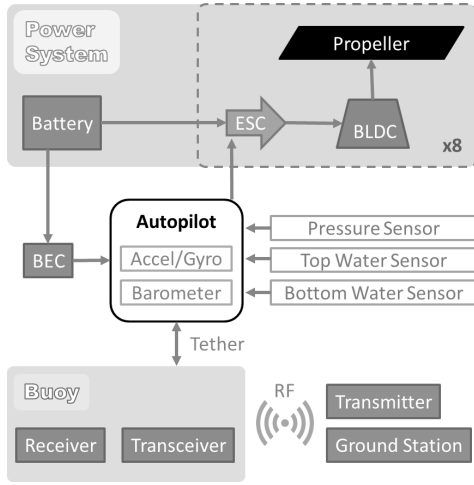 Power
System
Propeller
Battery
ESC
BLDC
x8
Autopilot
Pressure Sensor
BEC
Accel/Gyro
Top Water Sensor
Barometer
Bottom Water Sensor
Tether
Buoy
RF
Transmitter
Receiver
Transceiver
Ground Station